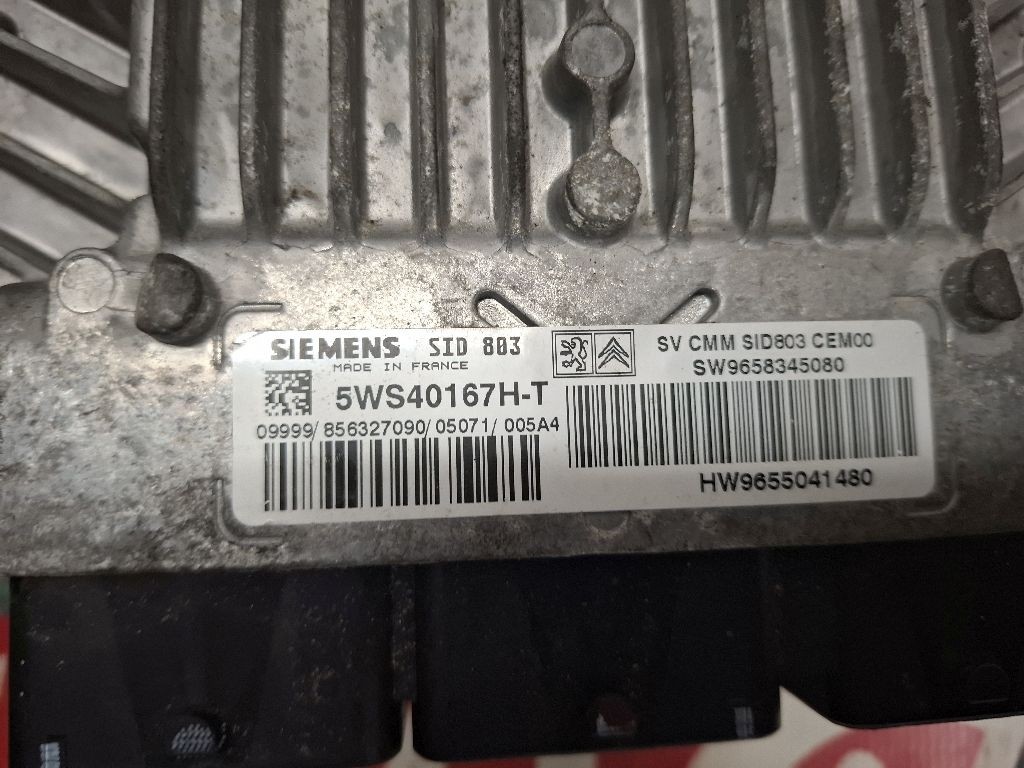 SIEMENS SID 803
MADE IN FRANCE
5WS40167H-T
09999/856327090/05071/005A4
SV CMM SID803 CEM00
SW9658345080
HW9655041480